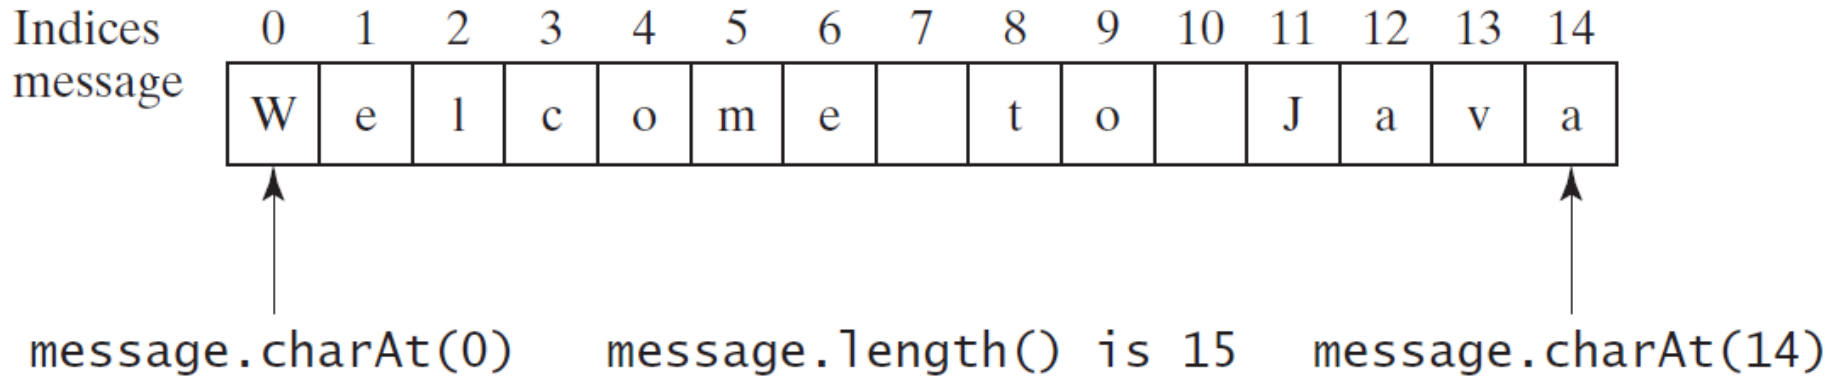 Indices 0 1 2 3 4 5 6 7 8 9 10 11 12 13 14
message W e l c o m e t o J a v a
message.charAt(0) message.length() is 15 message.charAt(14)